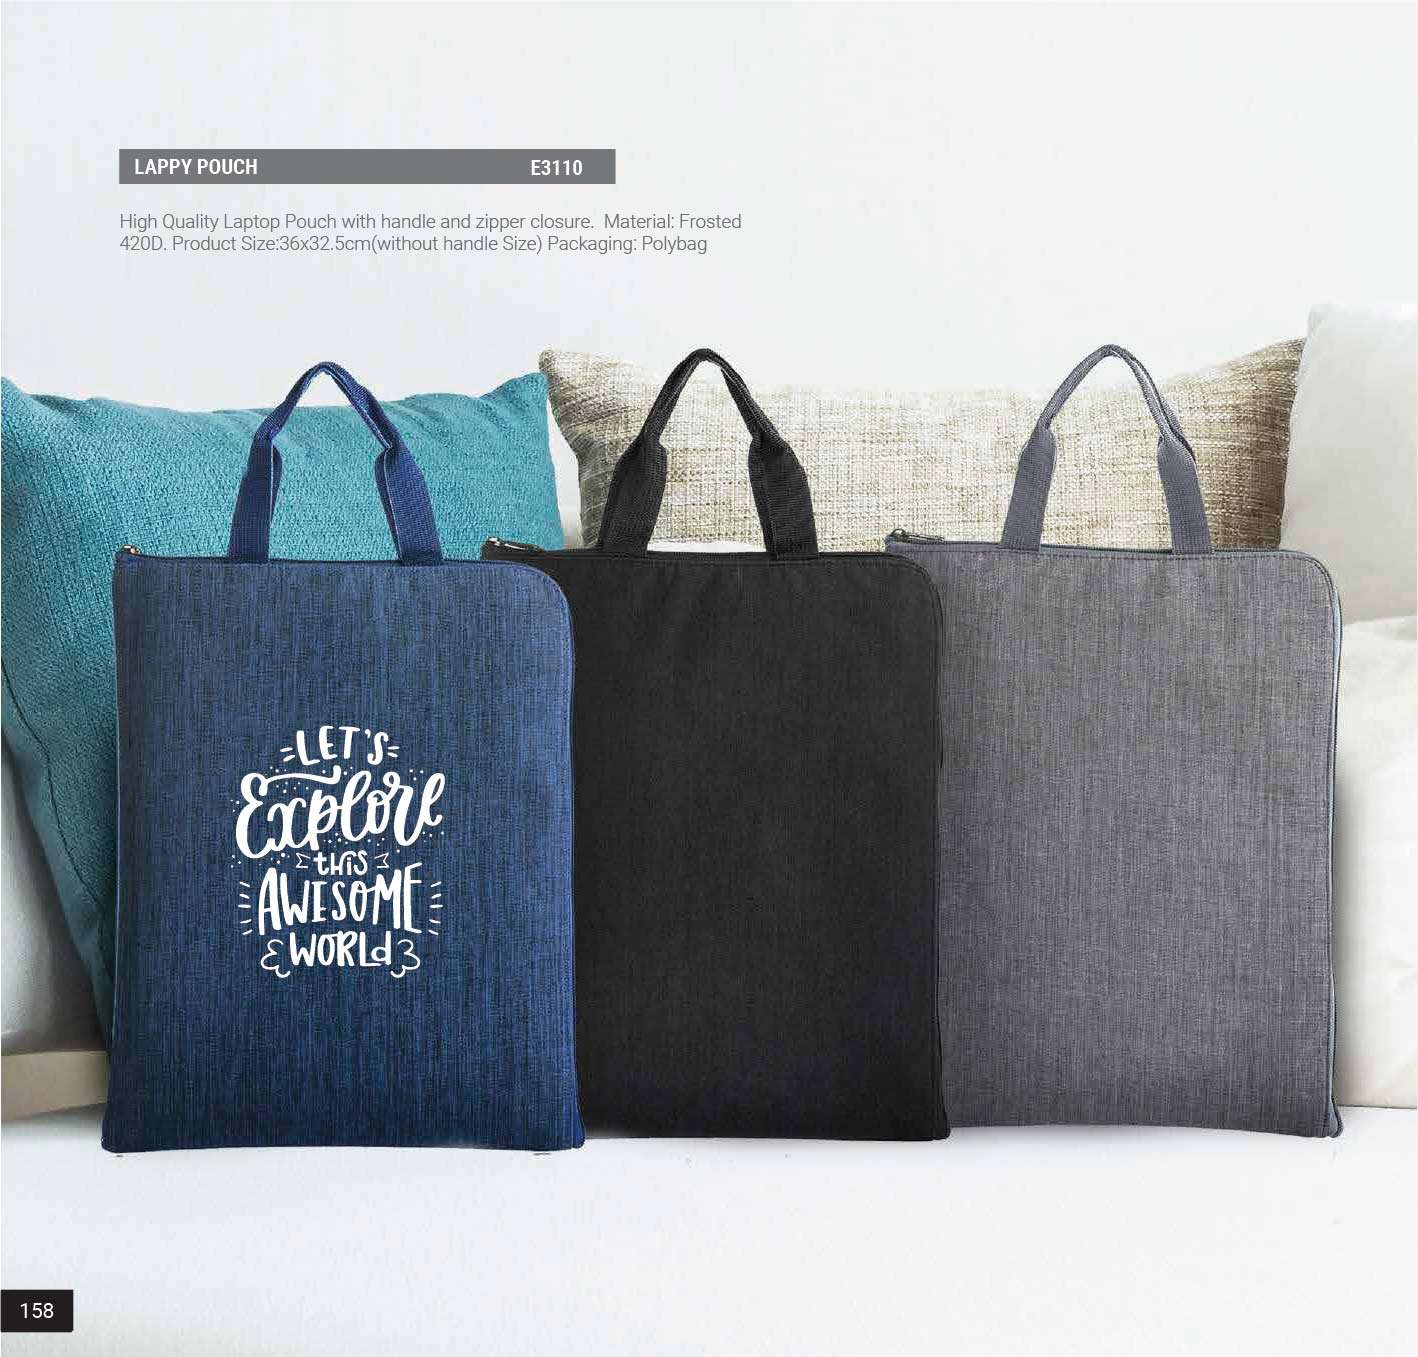 LAPPY POUCH E3110
High Quality Laptop Pouch with handle and zipper closure. Material: Frosted
420D. Product Size:36x32.5cm(without handle Size) Packaging: Polybag
LET'S
Explore
this
AWESOME
WORLd
158